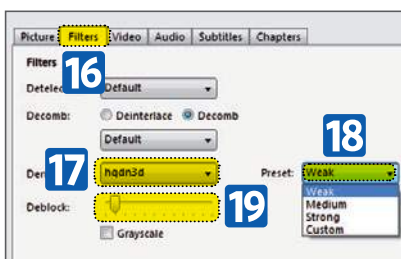 Picture Filters Video Audio Subtitles Chapters
Filters
16
Default
Decomb: Deinterlace Decomb
Default
18
17 hqdn3d Preset: Weak
Weak
Medium
Strong
Custom
Deblock: 19
Grayscale